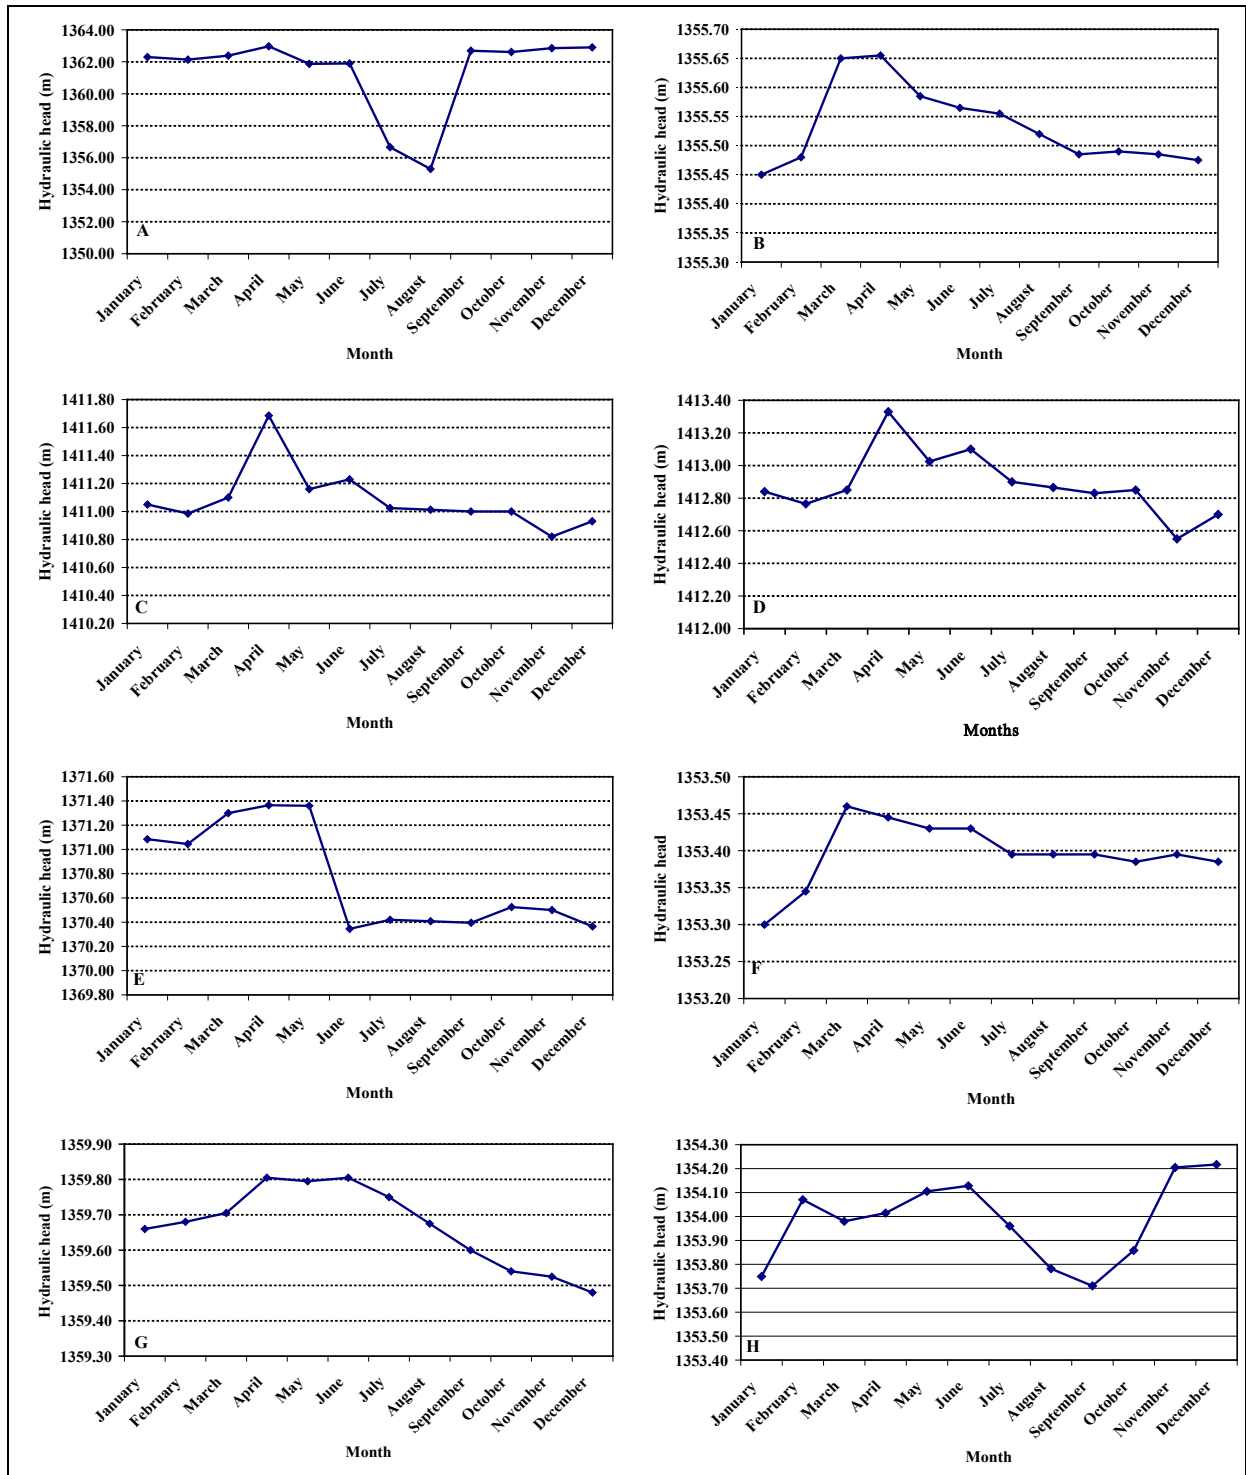 Hydraulic head (m)
1364.00
1362.00
1360.00
1358.00
1356.00
1354.00
1352.00
1350.00
A
January
February
March
April
May
June
July
August
September
October
November
December
Month
Hydraulic head (m)
1355.70
1355.65
1355.60
1355.55
1355.50
1355.45
1355.40
1355.35
1355.30
B
January
February
March
April
May
June
July
August
September
October
November
December
Month
Hydraulic head (m)
1411.80
1411.60
1411.40
1411.20
1411.00
1410.80
1410.60
1410.40
1410.20
C
January
February
March
April
May
June
July
August
September
October
November
December
Month
Hydraulic head (m)
1413.40
1413.20
1413.00
1412.80
1412.60
1412.40
1412.20
1412.00
D
January
February
March
April
May
June
July
August
September
October
November
December
Months
Hydraulic head (m)
1371.60
1371.40
1371.20
1371.00
1370.80
1370.60
1370.40
1370.20
1370.00
1369.80
E
January
February
March
April
May
June
July
August
September
October
November
December
Month
Hydraulic head
1353.50
1353.45
1353.40
1353.35
1353.30
1353.25
1353.20
F
January
February
March
April
May
June
July
August
September
October
November
December
Month
Hydraulic head (m)
1359.90
1359.80
1359.70
1359.60
1359.50
1359.40
1359.30
G
January
February
March
April
May
June
July
August
September
October
November
December
Month
Hydraulic head (m)
1354.30
1354.20
1354.10
1354.00
1353.90
1353.80
1353.70
1353.60
1353.50
1353.40
H
January
February
March
April
May
June
July
August
September
October
November
December
Month